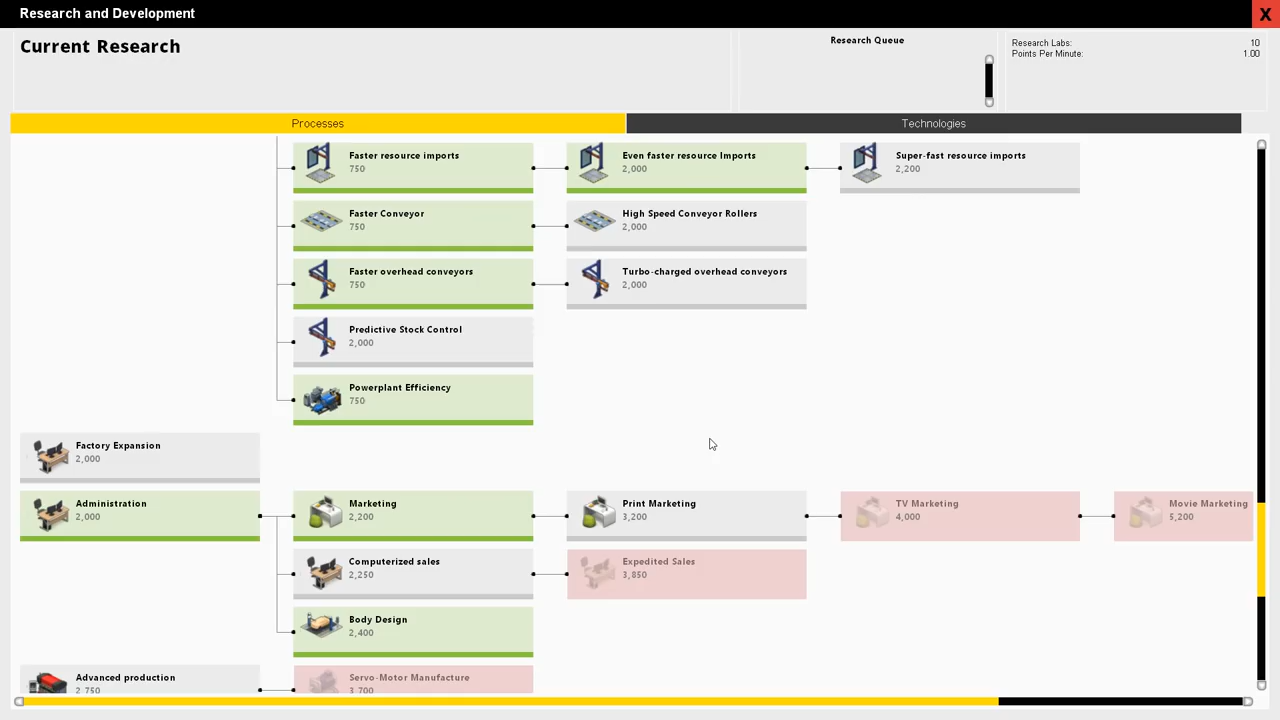 Research and Development
X
Current Research
Research Queue
Research Labs: 10
Points Per Minute: 1.00
Processes
Technologies
Faster resource imports
750
Even faster resource Imports
2,000
Super-fast resource imports
2,200
Faster Conveyor
750
High Speed Conveyor Rollers
2,000
Faster overhead conveyors
750
Turbo-charged overhead conveyors
2,000
Predictive Stock Control
2,000
Powerplant Efficiency
750
Factory Expansion
2,000
Administration
2,000
Marketing
2,200
Print Marketing
3,200
TV Marketing
4,000
Movie Marketing
5,200
Computerized sales
2,250
Expedited Sales
3,850
Body Design
2,400
Advanced production
2,750
Servo-Motor Manufacture
3,700